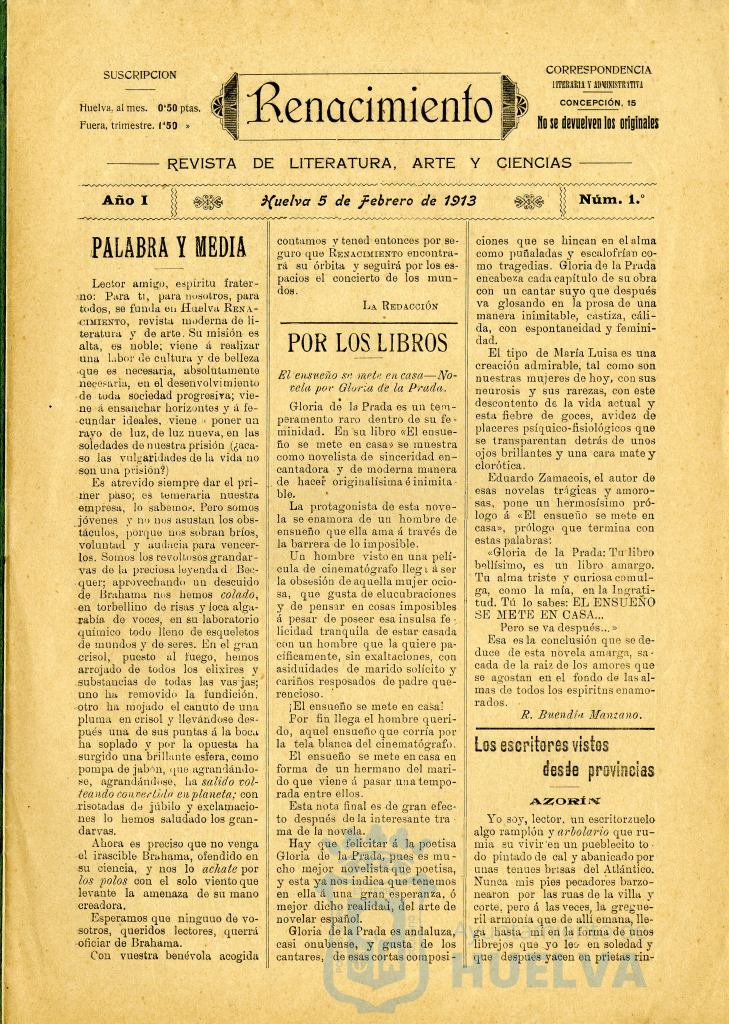 SUSCRIPCION
Huelva, al mes. 0'50 ptas.
Fuera, trimestre. 1'50 »
Renacimiento
CORRESPONDENCIA
LITERARIA Y ADMINISTRATIVA
CONCEPCIÓN, 15
No se devuelven los originales
REVISTA DE LITERATURA, ARTE Y CIENCIAS
Año I
Huelva 5 de Febrero de 1913
Núm. 1.°
PALABRA Y MEDIA
Lector amigo, espíritu frater-
no: Para ti, para nosotros, para
todos, se funda en Huelva RENA-
CIMIENTO, revista moderna de li-
teratura y de arte. Su misión es
alta, es noble; viene á realizar
una labor de cultura y de belleza
que es necesaria, absolutamente
necesaria, en el desenvolvimiento
de toda sociedad progresiva; vie-
ne á ensanchar horizontes y á fe-
cundar ideales, viene á poner un
rayo de luz, de luz nueva, en las
soledades de nuestra prisión (¿aca-
so las vulgaridades de la vida no
son una prisión?)
Es atrevido siempre dar el pri-
mer paso; es temeraria nuestra
empresa, lo sabemos. Pero somos
jóvenes y no nos asustan los obs-
táculos, porque nos sobran bríos,
voluntad y audacia para vencer-
los. Somos los revoltosos grandar-
vas de la preciosa leyenda d Bec-
quer; aprovechando un descuido
de Brahama nos hemos colado,
en torbellino de risas y loca alga-
rabía de voces, en su laboratorio
químico todo lleno de esqueletos
de mundos y de seres. En el gran
crisol, puesto al fuego, hemos
arrojado de todos los elixires y
substancias de todas las vasijas;
uno ha removido la fundición,
otro ha mojado el canuto de una
pluma en crisol y llevándose des-
pués una de sus puntas á la boca
ha soplado y por la opuesta ha
surgido una brillante esfera, como
pompa de jabón, que agrandándo-
se, agrandándose, ha salido vol-
teando convertido en planeta; con
risotadas de júbilo y exclamacio-
nes lo hemos saludado los gran-
darvas.
Ahora es preciso que no venga
el irascible Brahama, ofendido en
su ciencia, y nos lo achate por
los polos con el solo viento que
levante la amenaza de su mano
creadora.
Esperamos que ninguno de vo-
sotros, queridos lectores, querrá
oficiar de Brahama.
Con vuestra benévola acogida
contamos y tened entonces por se-
guro que RENACIMIENTO encontra-
rá su órbita y seguirá por los es-
pacios el concierto de los mun-
dos.
LA REDACCIÓN
POR LOS LIBROS
El ensueño se mete en casa—No-
vela por Gloria de la Prada.
Gloria de la Prada es un tem-
peramento raro dentro de su fe-
minidad. En su libro «El ensue-
ño se mete en casa» se muestra
como novelista de sinceridad en-
cantadora y de moderna manera
de hacer originalísima é inimita-
ble.
La protagonista de esta nove-
la se enamora de un hombre de
ensueño que ella ama á través de
la barrera de lo imposible.
Un hombre visto en una pelí-
cula de cinematógrafo llega á ser
la obsesión de aquella mujer ocio-
sa, que gusta de elucubraciones
y de pensar en cosas imposibles
á pesar de poseer esa insulsa fe-
licidad tranquila de estar casada
con un hombre que la quiere pa-
cíficamente, sin exaltaciones, con
asiduidades de marido solícito y
cariños reposados de padre que-
rencioso.
¡El ensueño se mete en casa!
Por fin llega el hombre queri-
do, aquel ensueño que corría por
la tela blanca del cinematógrafo.
El ensueño se mete en casa en
forma de un hermano del mari-
do que viene á pasar una tempo-
rada entre ellos.
Esta nota final es de gran efec-
to después de la interesante tra-
ma de la novela.
Hay que felicitar á la poetisa
Gloria de la Prada, pues es mu-
cho mejor novelista que poetisa,
y esta ya nos indica que tenemos
en ella á una gran esperanza, ó
mejor dicho realidad, del arte de
novelar español.
Gloria de la Prada es andaluza,
casi onubense, y gusta de los
cantares, de esas cortas composi-
ciones que se hincan en el alma
como puñaladas y escalofrían co-
mo tragedias. Gloria de la Prada
encabeza cada capítulo de su obra
con un cantar suyo que después
va glosando en la prosa de una
manera inimitable, castiza, cáli-
da, con espontaneidad y femini-
dad.
El tipo de María Luisa es una
creación admirable, tal como son
nuestras mujeres de hoy, con sus
neurosis y sus rarezas, con este
descontento de la vida actual y
esta fiebre de goces, avidez de
placeres psíquico-fisiológicos que
se transparentan detrás de unos
ojos brillantes y una cara mate y
clorótica.
Eduardo Zamacois, el autor de
esas novelas trágicas y amoro-
sas, pone un hermosísimo pró-
logo á «El ensueño se mete en
casa», prólogo que termina con
estas palabras:
«Gloria de la Prada: Tu libro
bellísimo, es un libro amargo.
Tu alma triste y curiosa comul-
ga, como la mía, en la Ingrati-
tud. Tú lo sabes: EL ENSUEÑO
SE METE EN CASA...
Pero se va después...»
Esa es la conclusión que se de-
duce de esta novela amarga, sa-
cada de la raiz de los amores que
se agostan en el fondo de las al-
mas de todos los espíritus enamo-
rados.
R. Buendía Manzano.
Los escritores vistos
desde provincias
AZORÍN
Yo soy, lector, un escritorzuelo
algo ramplón y arbolario que ru-
mia su vivir en un pueblecito to-
do pintado de cal y abanicado por
unas tenues brisas del Atlántico.
Nunca mis pies pecadores barzo-
nearon por las ruas de la villa y
corte, pero á las veces, la gregue-
ril armonía que de allí emana, lle-
ga hasta mí en la forma de unos
librejos que yo leo en soledad y
que después yacen en prietas rin-
HUELVA